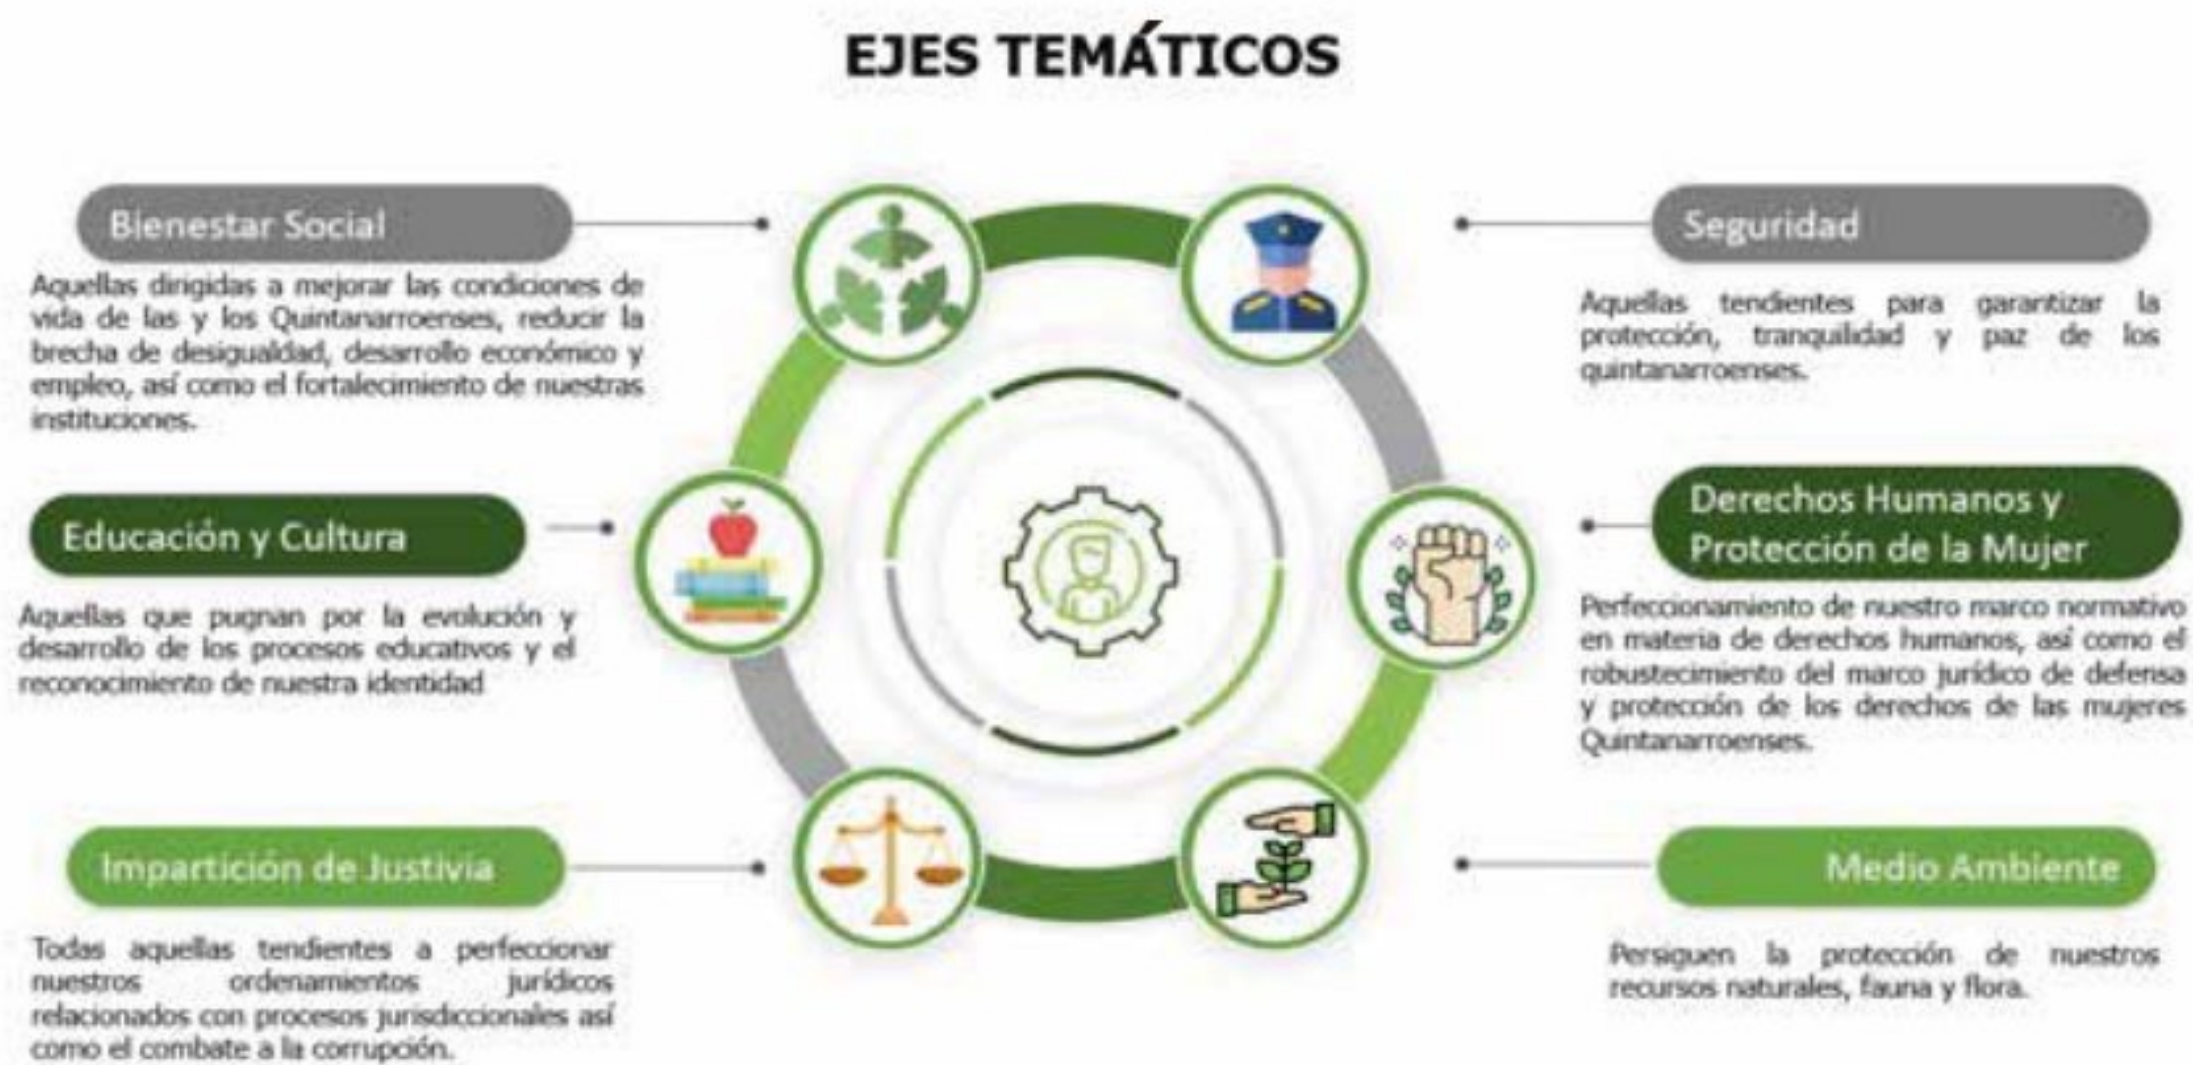 EJES TEMÁTICOS
Bienestar Social
Aquellas dirigidas a mejorar las condiciones de
vida de las y los Quintanarroenses, reducir la
brecha de desigualdad, desarrollo económico y
empleo, así como el fortalecimiento de nuestras
instituciones.
Educación y Cultura
Aquellas que pugnan por la evolución y
desarrollo de los procesos educativos y el
reconocimiento de nuestra identidad
Impartición de Justivia
Todas aquellas tendientes a perfeccionar
nuestros ordenamientos jurídicos
relacionados con procesos jurisdiccionales así
como el combate a la corrupción.
Seguridad
Aquellas tendientes para garantizar la
protección, tranquilidad y paz de los
quintanarroenses.
Derechos Humanos y
Protección de la Mujer
Perfeccionamiento de nuestro marco normativo
en materia de derechos humanos, así como el
robustecimiento del marco jurídico de defensa
y protección de los derechos de las mujeres
Quintanarroenses.
Medio Ambiente
Persiguen la protección de nuestros
recursos naturales, fauna y flora.